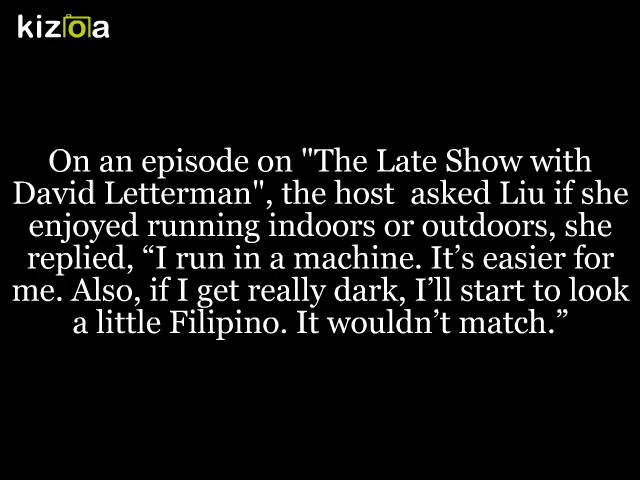 kizoa
On an episode on "The Late Show with
David Letterman", the host  asked Liu if she
enjoyed running indoors or outdoors, she
replied, “I run in a machine. It’s easier for
me. Also, if I get really dark, I’ll start to look
a little Filipino. It wouldn’t match.”